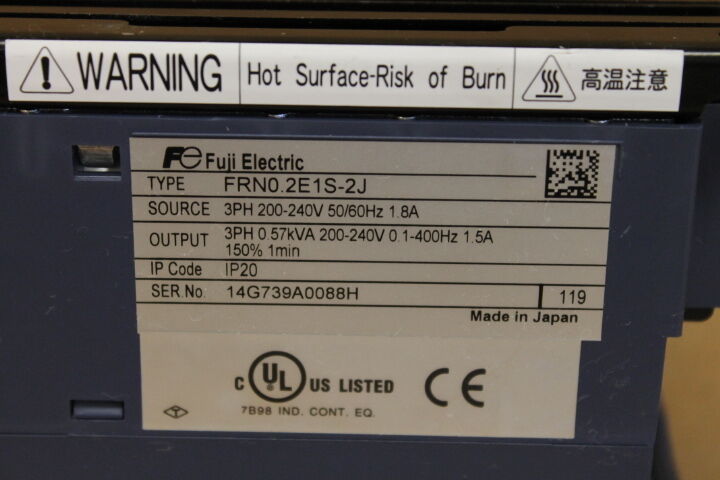 WARNING Hot Surface-Risk of Burn 高温注意
Fe Fuji Electric
TYPE FRN0.2E1S-2J
SOURCE 3PH 200-240V 50/60Hz 1.8A
OUTPUT 3PH 0.57kVA 200-240V 0.1-400Hz 1.5A
150% 1min
IP Code IP20
SER.No. 14G739A0088H 119
Made in Japan
C UL ® US LISTED CE
7B98 IND. CONT. EQ.